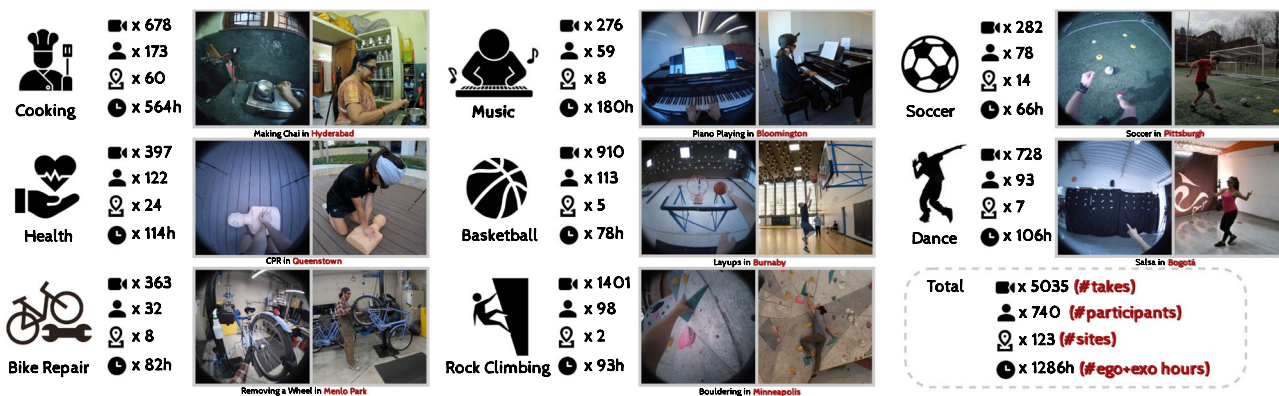 x 678
x 173
x 60
x 564h
Cooking
Making Chai in Hyderabad
x 276
x 59
x 8
x 180h
Music
Piano Playing in Bloomington
x 282
x 78
x 14
x 66h
Soccer
Soccer in Pittsburgh
x 397
x 122
x 24
x 114h
Health
CPR in Queenstown
x 910
x 113
x 5
x 78h
Basketball
Layups in Burnaby
x 728
x 93
x 7
x 106h
Dance
Salsa in Bogotá
x 363
x 32
x 8
x 82h
Bike Repair
Removing a Wheel in Menlo Park
x 1401
x 98
x 2
x 93h
Rock Climbing
Bouldering in Minneapolis
Total
x 5035 (#takes)
x 740 (#participants)
x 123 (#sites)
x 1286h (#ego+exo hours)